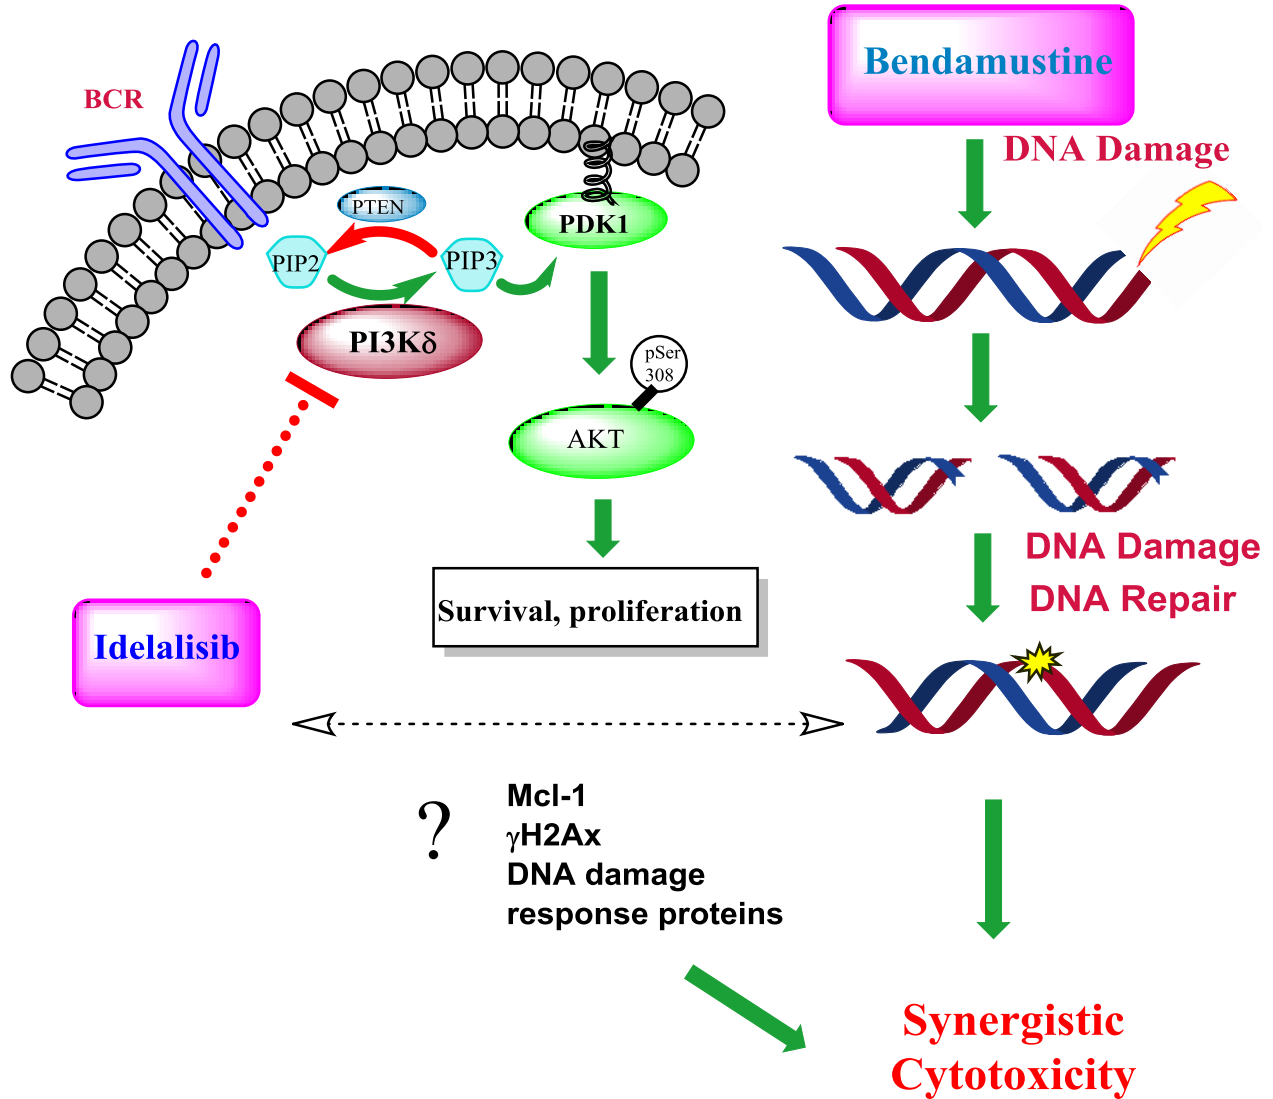 Bendamustine
BCR
DNA Damage
PTEN
PDK1
PIP2
PIP3
PI3Kδ
pSer
308
AKT
DNA Damage
DNA Repair
Survival, proliferation
Idelalisib
?
Mcl-1
γH2Ax
DNA damage
response proteins
Synergistic
Cytotoxicity